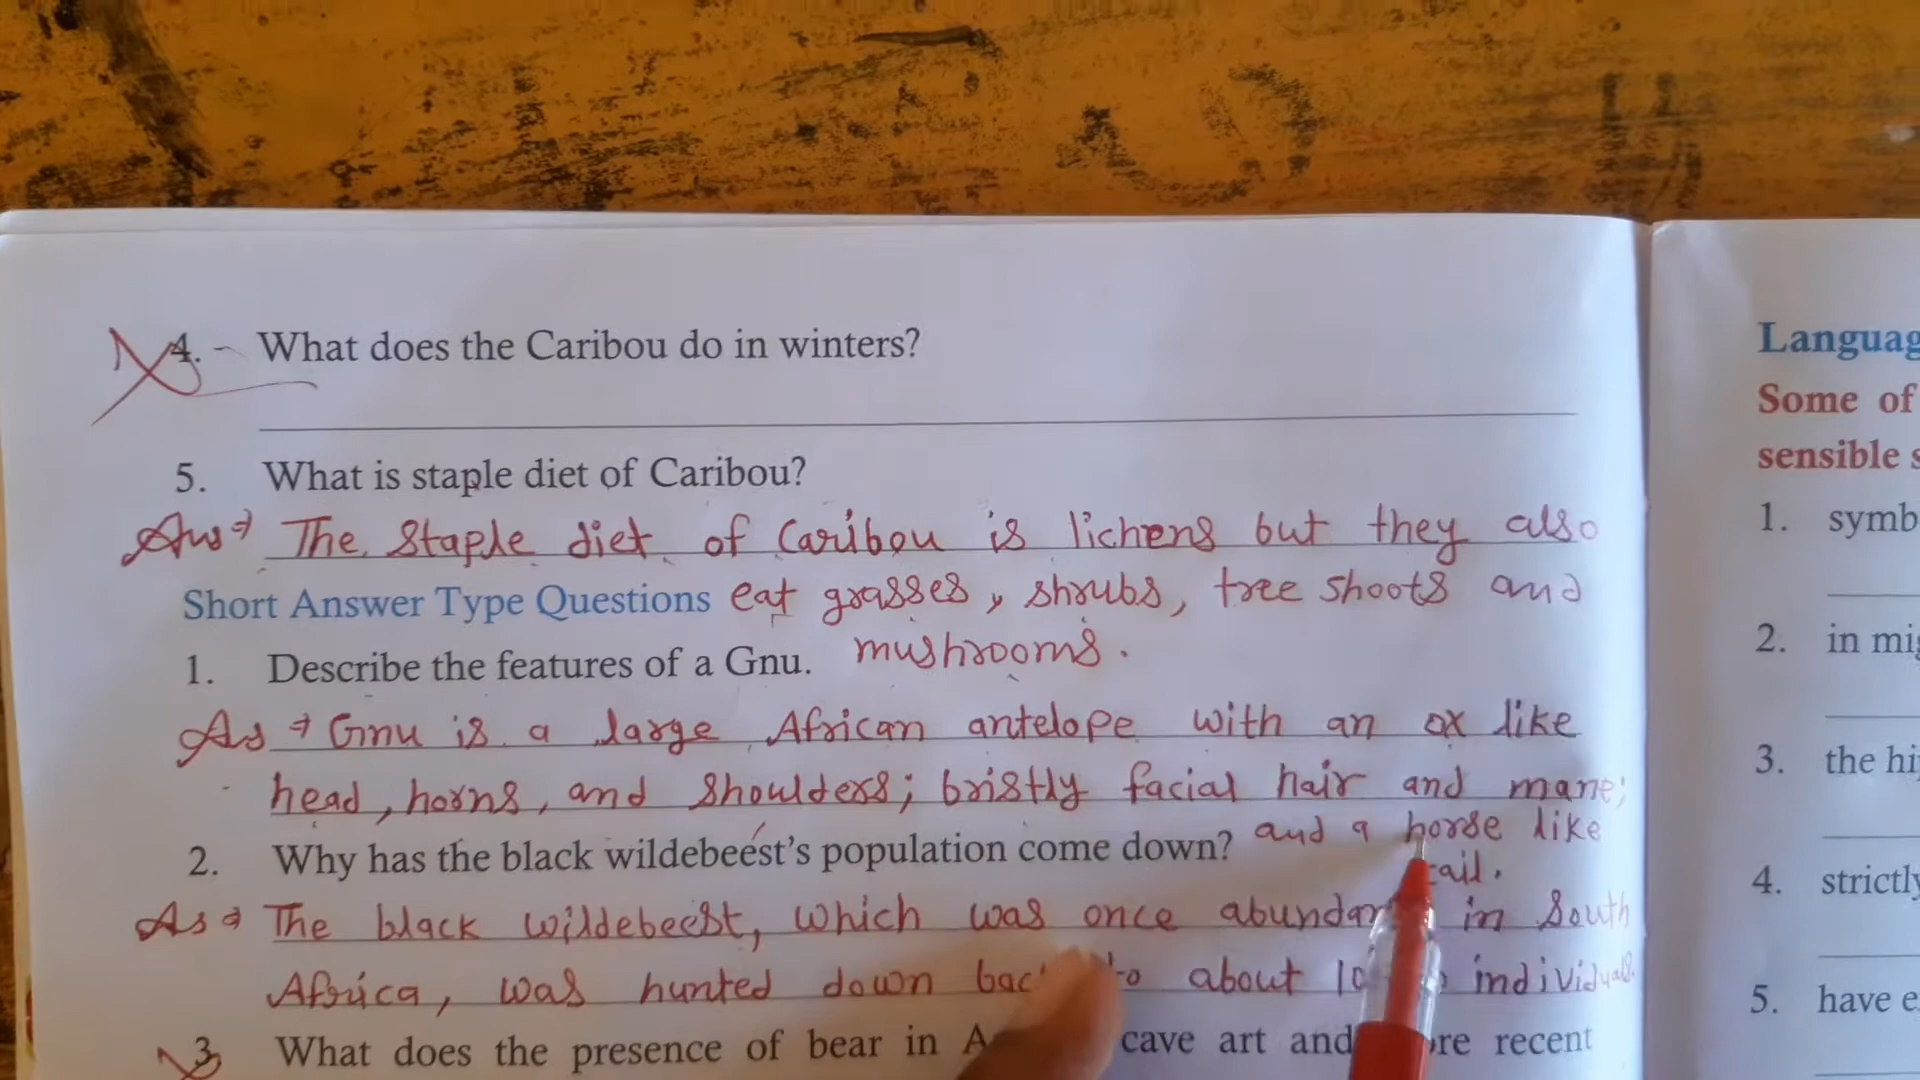 4. - What does the Caribou do in winters?
5. What is staple diet of Caribou?
Ans → The staple diet of Caribou is lichens but they also
Short Answer Type Questions eat grasses, shrubs, tree shoots and
1. Describe the features of a Gnu. mushrooms.
As → Gnu is a large African antelope with an ox like
head, horns, and shoulders; bristly facial hair and mane;
2. Why has the black wildebeest's population come down? and a horse like
tail.
As → The black wildebeest, which was once abundant in South
Africa, was hunted down back to about individuals
3 What does the presence of bear in cave art and recent
Language
Some of
sensible
1. symb
2. in mig
3. the hi
4. strictly
5. have e